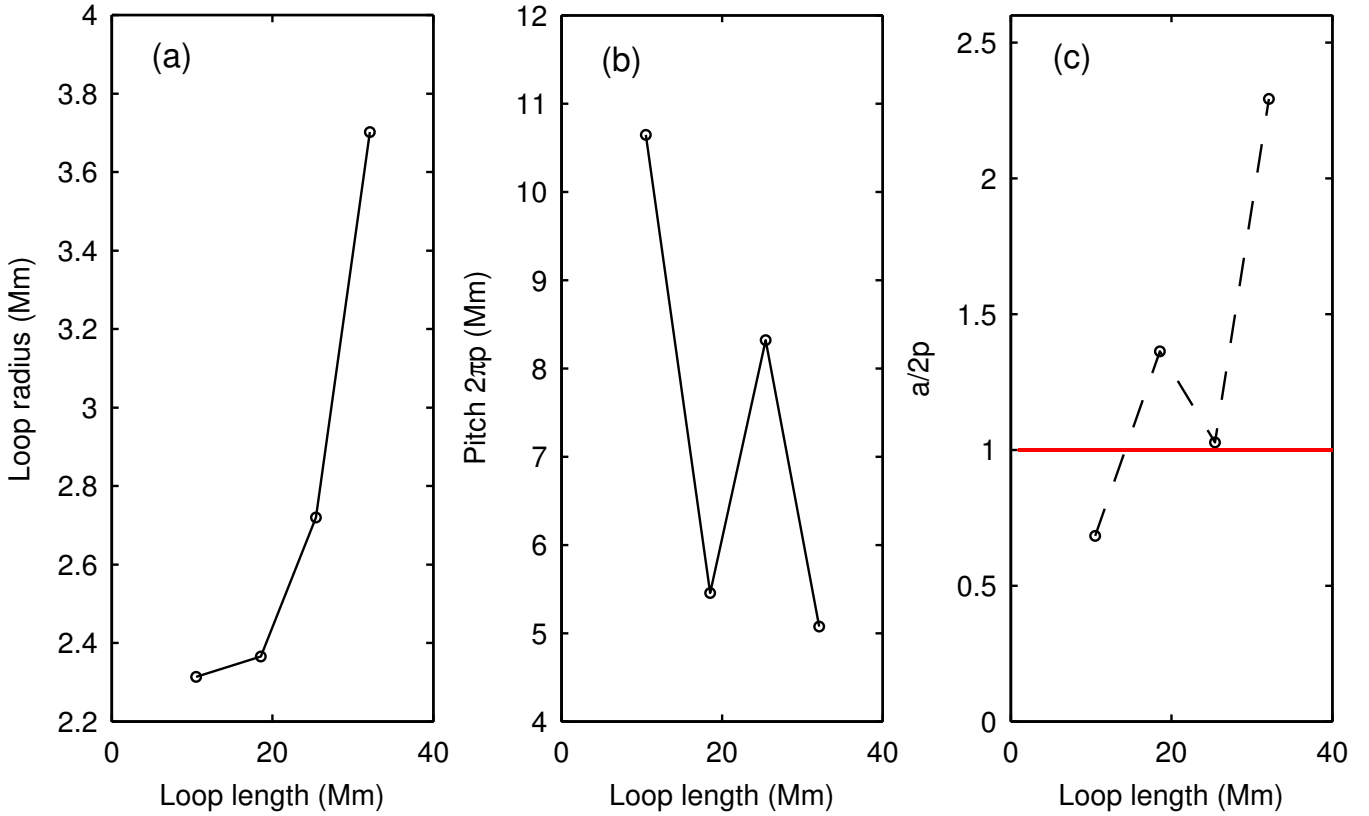 (a)
4
3.8
3.6
3.4
3.2
3
2.8
2.6
2.4
2.2
0 20 40
Loop radius (Mm)
Loop length (Mm)
(b)
12
11
10
9
8
7
6
5
4
0 20 40
Pitch 2πp (Mm)
Loop length (Mm)
(c)
2.5
2
1.5
1
0.5
0
0 20 40
a/2p
Loop length (Mm)